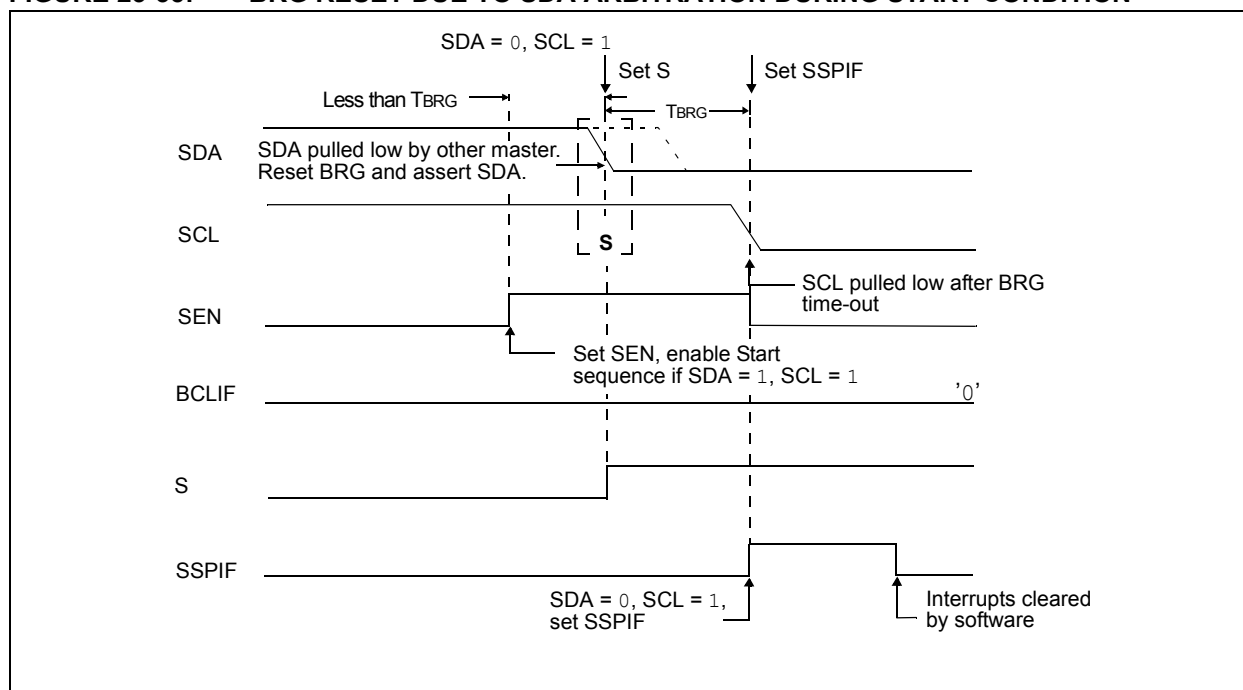 SDA = 0, SCL = 1
Set S
Set SSPIF
Less than TBRG
TBRG
SDA
SDA pulled low by other master.
Reset BRG and assert SDA.
SCL
S
SCL pulled low after BRG
time-out
SEN
Set SEN, enable Start
sequence if SDA = 1, SCL = 1
BCLIF
'0'
S
SSPIF
SDA = 0, SCL = 1,
set SSPIF
Interrupts cleared
by software